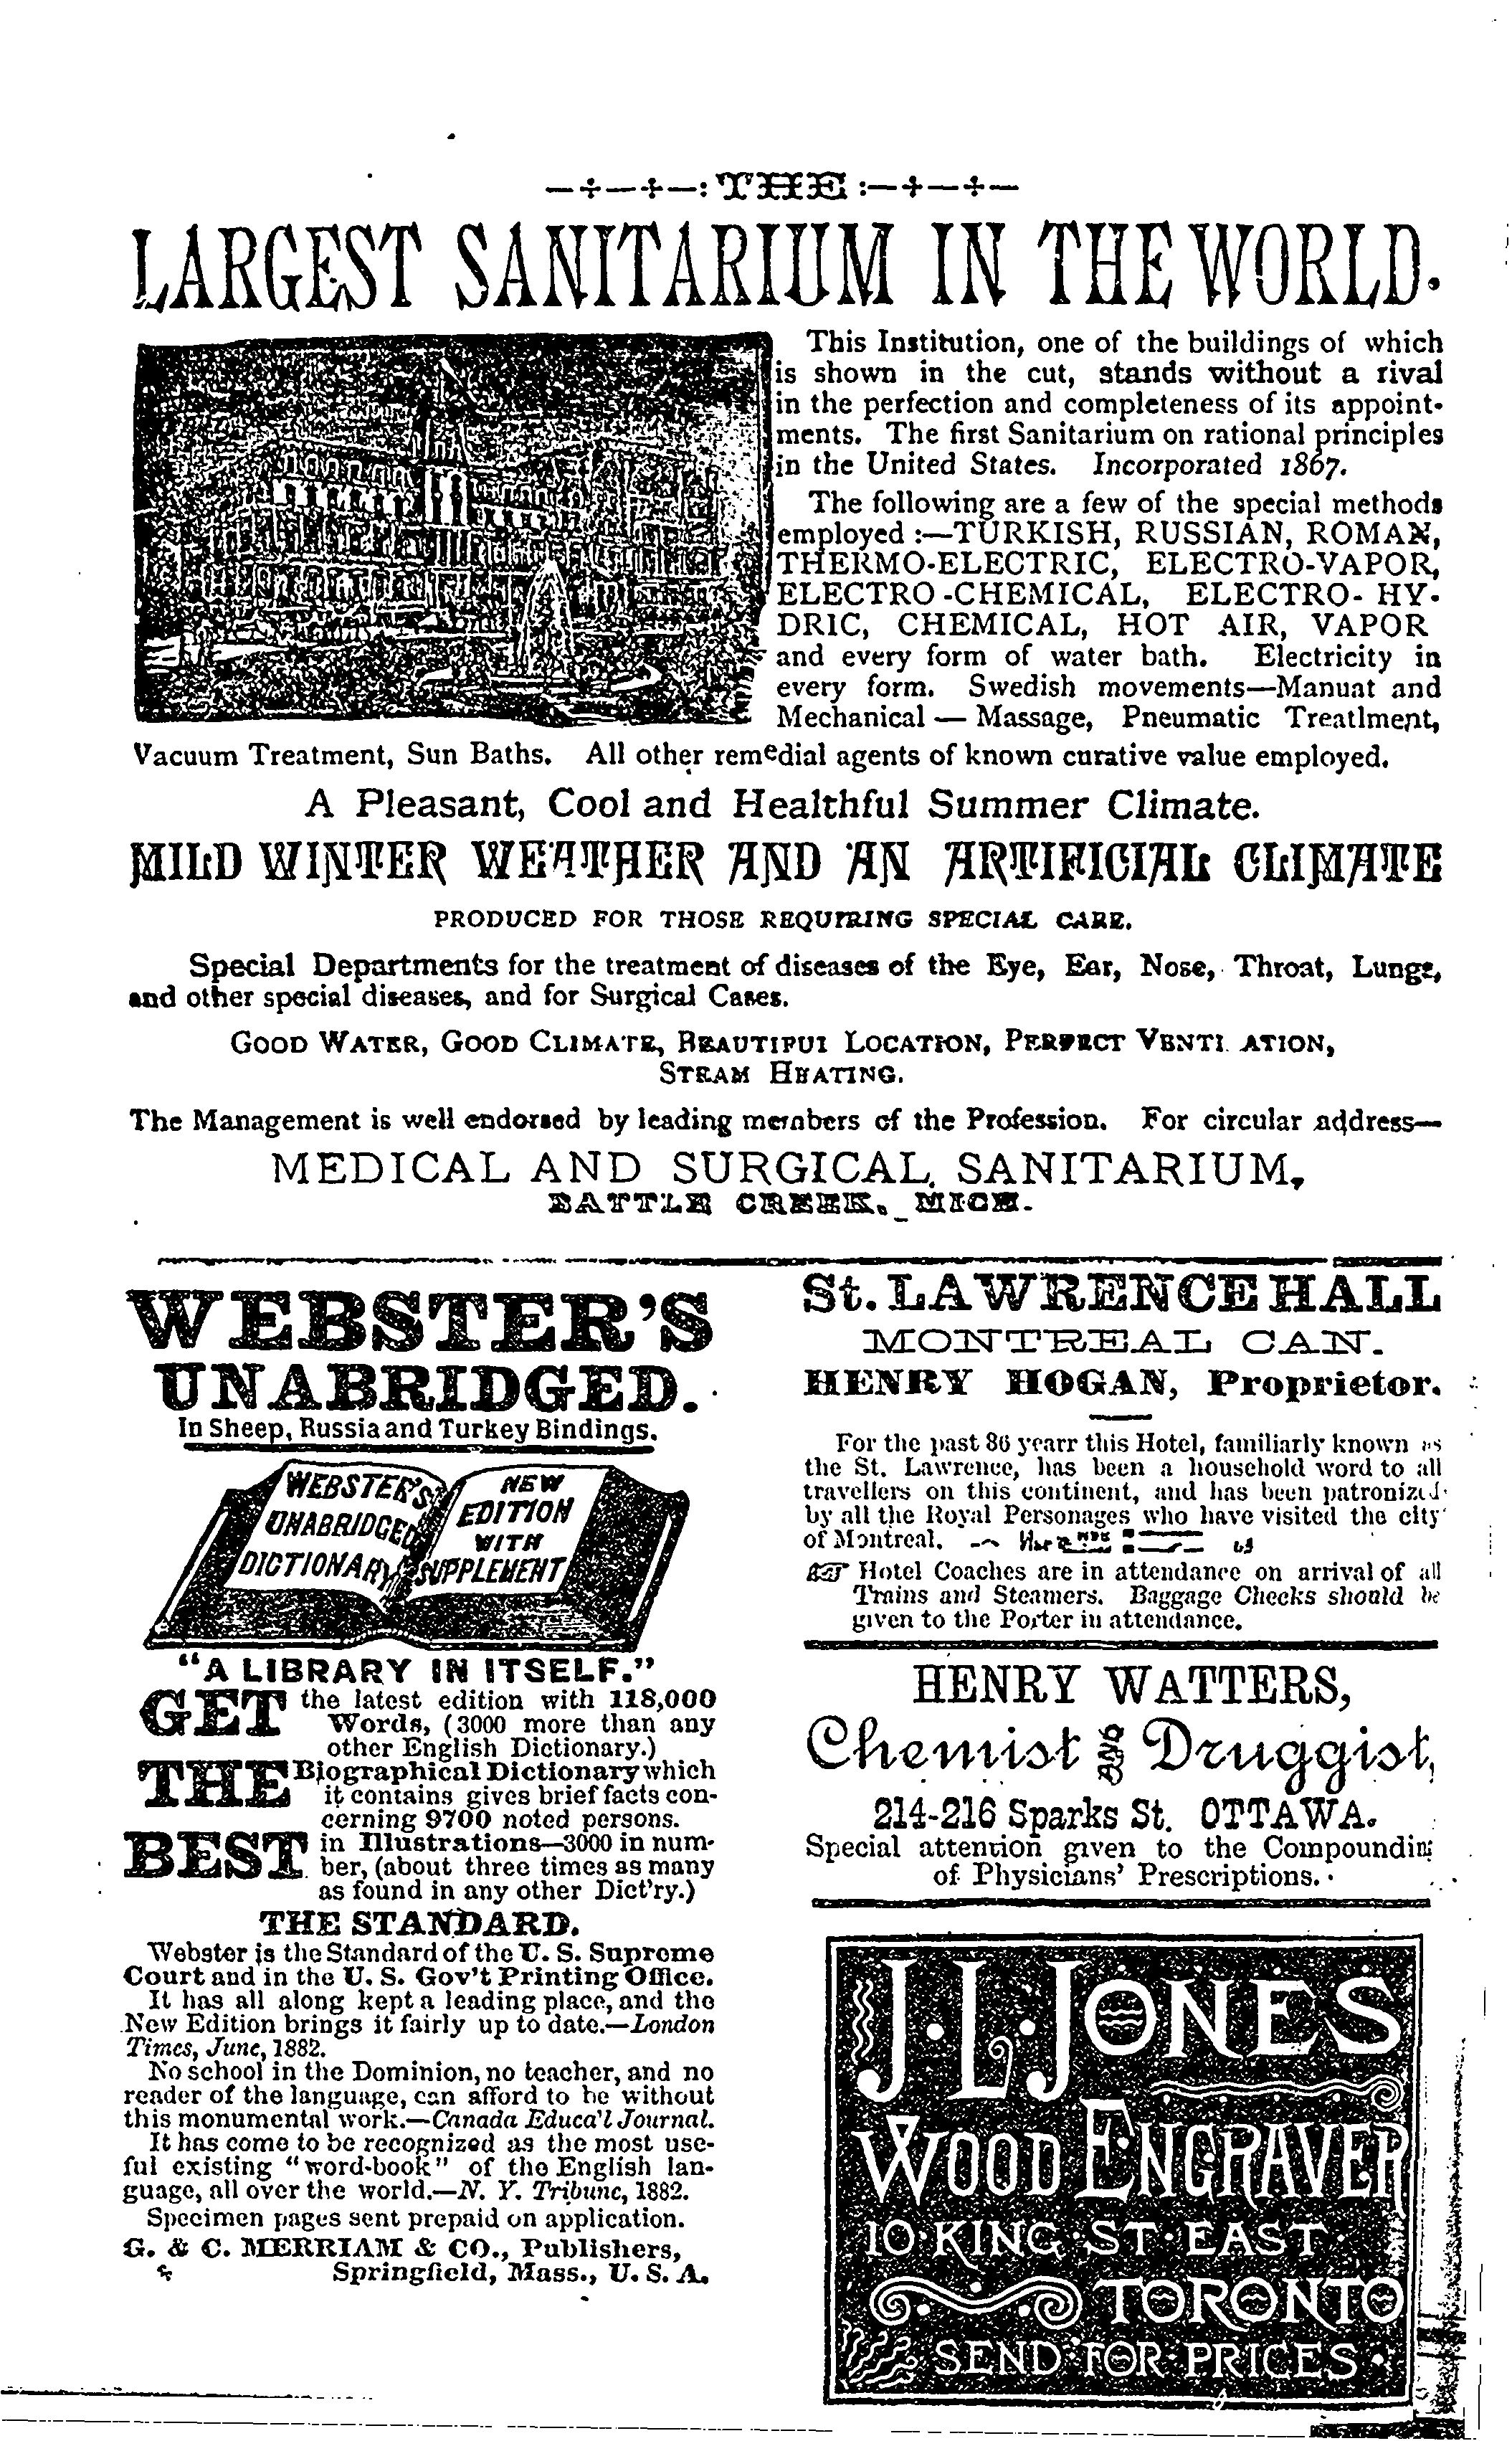 THE
LARGEST SANITARIUM IN THE WORLD.
This Institution, one of the buildings of which
is shown in the cut, stands without a rival
in the perfection and completeness of its appoint-
ments. The first Sanitarium on rational principles
in the United States. Incorporated 1867.
The following are a few of the special methods
employed :—TURKISH, RUSSIAN, ROMAN,
THERMO-ELECTRIC, ELECTRO-VAPOR,
ELECTRO-CHEMICAL, ELECTRO-HY-
DRIC, CHEMICAL, HOT AIR, VAPOR
and every form of water bath. Electricity in
every form. Swedish movements—Manuat and
Mechanical — Massage, Pneumatic Treatlment,
Vacuum Treatment, Sun Baths. All other remedial agents of known curative value employed.
A Pleasant, Cool and Healthful Summer Climate.
MILD WINTER WEATHER AND AN ARTIFICIAL CLIMATE
PRODUCED FOR THOSE REQUIRING SPECIAL CARE.
Special Departments for the treatment of diseases of the Eye, Ear, Nose, Throat, Lungs,
and other special diseases, and for Surgical Cases.
GOOD WATER, GOOD CLIMATE, BEAUTIFUL LOCATION, PERFECT VENTILATION,
STEAM HEATING.
The Management is well endorsed by leading members of the Profession. For circular address—
MEDICAL AND SURGICAL SANITARIUM,
BATTLE CREEK, MICH.
WEBSTER'S
UNABRIDGED.
In Sheep, Russia and Turkey Bindings.
WEBSTER'S UNABRIDGED DICTIONARY
NEW EDITION WITH SUPPLEMENT
"A LIBRARY IN ITSELF."
GET the latest edition with 118,000
Words, (3000 more than any
other English Dictionary.)
THE Biographical Dictionary which
it contains gives brief facts con-
cerning 9700 noted persons.
BEST in Illustrations—3000 in num-
ber, (about three times as many
as found in any other Dict'ry.)
THE STANDARD.
Webster is the Standard of the U. S. Supreme
Court and in the U. S. Gov't Printing Office.
It has all along kept a leading place, and the
New Edition brings it fairly up to date.—London
Times, June, 1882.
No school in the Dominion, no teacher, and no
reader of the language, can afford to be without
this monumental work.—Canada Educa'l Journal.
It has come to be recognized as the most use-
ful existing "word-book" of the English lan-
guage, all over the world.—N. Y. Tribune, 1882.
Specimen pages sent prepaid on application.
G. & C. MERRIAM & CO., Publishers,
Springfield, Mass., U. S. A.
St. LAWRENCE HALL
MONTREAL CAN.
HENRY HOGAN, Proprietor.
For the past 30 yearr this Hotel, familiarly known as
the St. Lawrence, has been a household word to all
travellers on this continent, and has been patronized
by all the Royal Personages who have visited the city
of Montreal.
☞ Hotel Coaches are in attendance on arrival of all
Trains and Steamers. Baggage Checks should be
given to the Porter in attendance.
HENRY WATTERS,
Chemist AND Druggist,
214-216 Sparks St. OTTAWA.
Special attention given to the Compounding
of Physicians' Prescriptions.
J L JONES
WOOD ENGRAVER
10·KING·ST·EAST
TORONTO
SEND·FOR·PRICES·